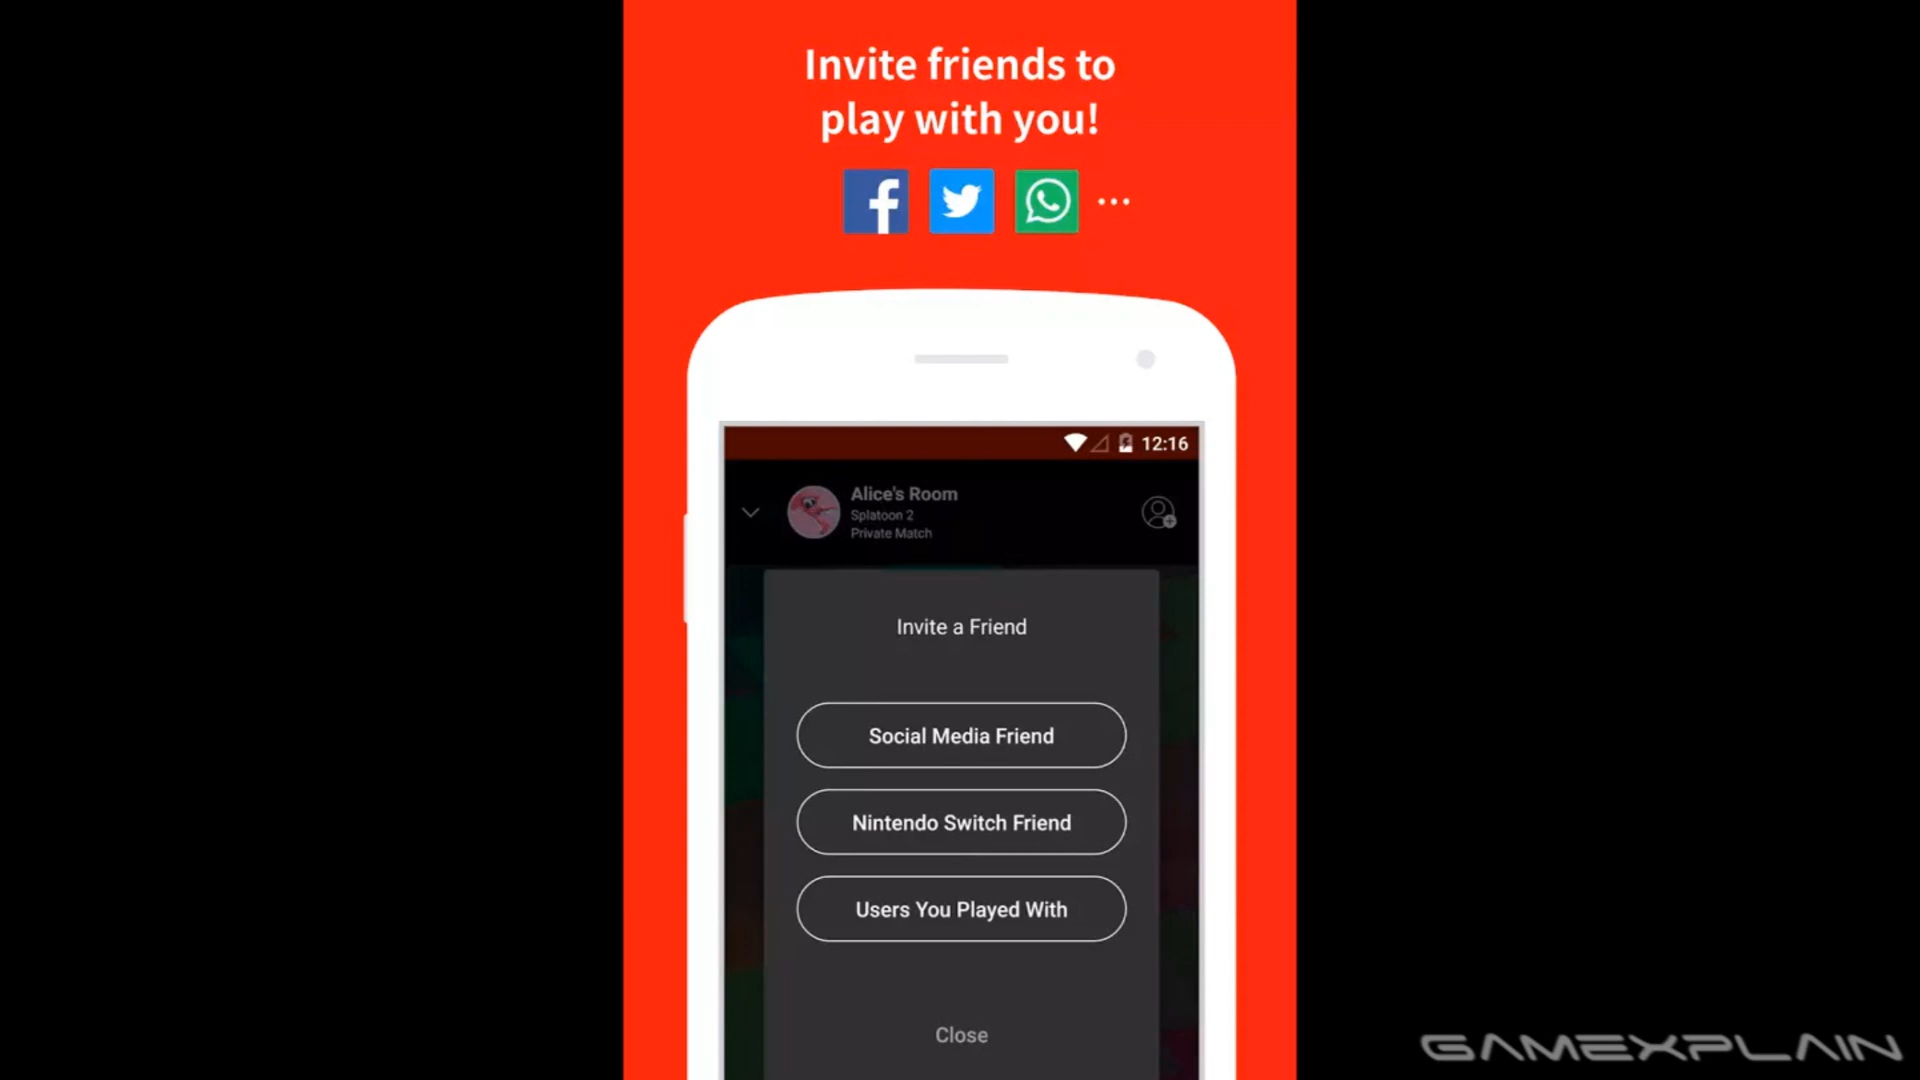 Invite friends to
play with you!
12:16
Alice's Room
Splatoon 2
Private Match
Invite a Friend
Social Media Friend
Nintendo Switch Friend
Users You Played With
Close
GAMEXPLAIN